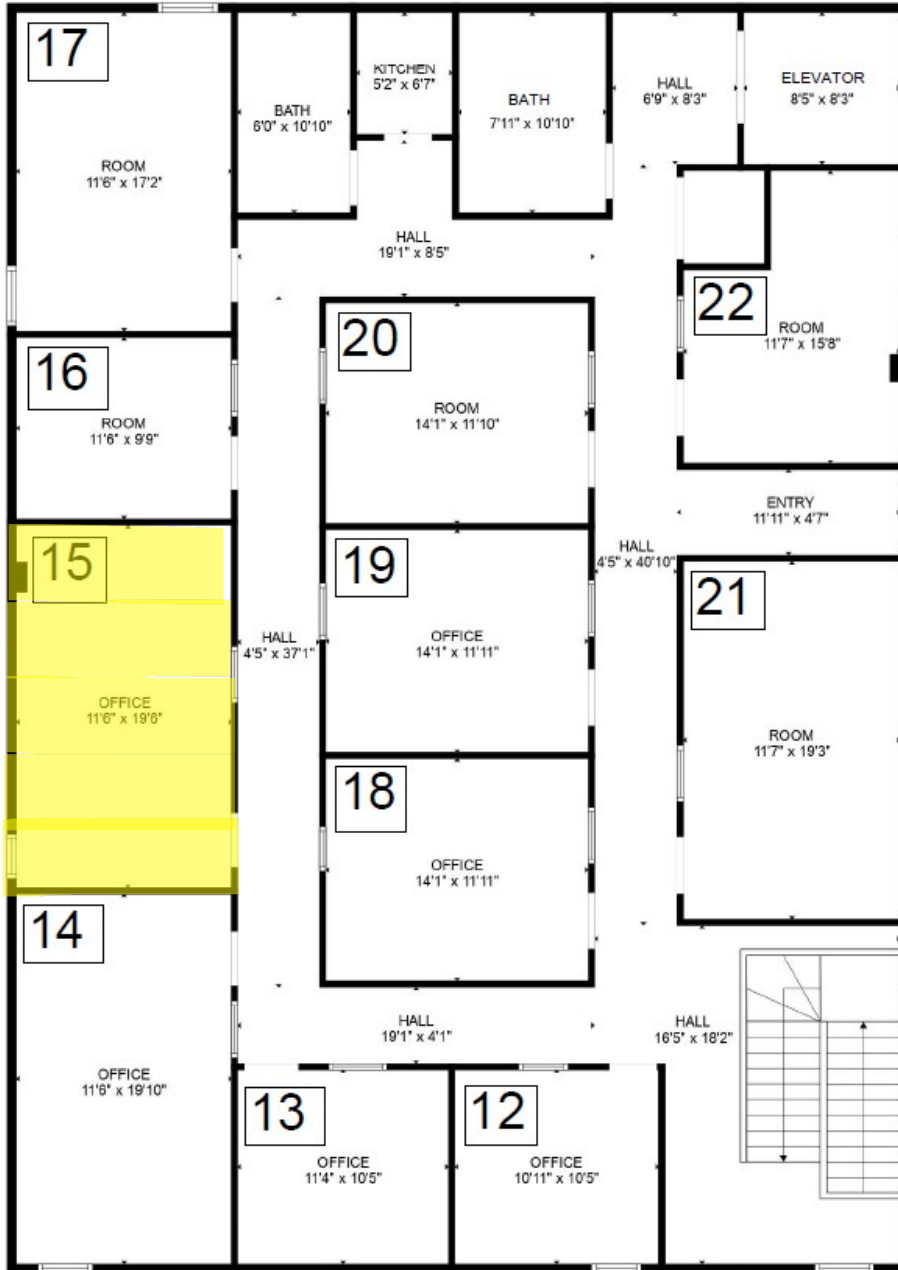 17
ROOM
11'6" x 17'2"
BATH
6'0" x 10'10"
KITCHEN
5'2" x 6'7"
BATH
7'11" x 10'10"
HALL
6'9" x 8'3"
ELEVATOR
8'5" x 8'3"
HALL
19'1" x 8'5"
22
ROOM
11'7" x 15'8"
16
ROOM
11'6" x 9'9"
20
ROOM
14'1" x 11'10"
ENTRY
11'11" x 4'7"
15
OFFICE
11'6" x 19'6"
HALL
4'5" x 37'1"
19
OFFICE
14'1" x 11'11"
HALL
4'5" x 40'10"
21
ROOM
11'7" x 19'3"
18
OFFICE
14'1" x 11'11"
14
OFFICE
11'6" x 19'10"
HALL
19'1" x 4'1"
HALL
16'5" x 18'2"
13
OFFICE
11'4" x 10'5"
12
OFFICE
10'11" x 10'5"